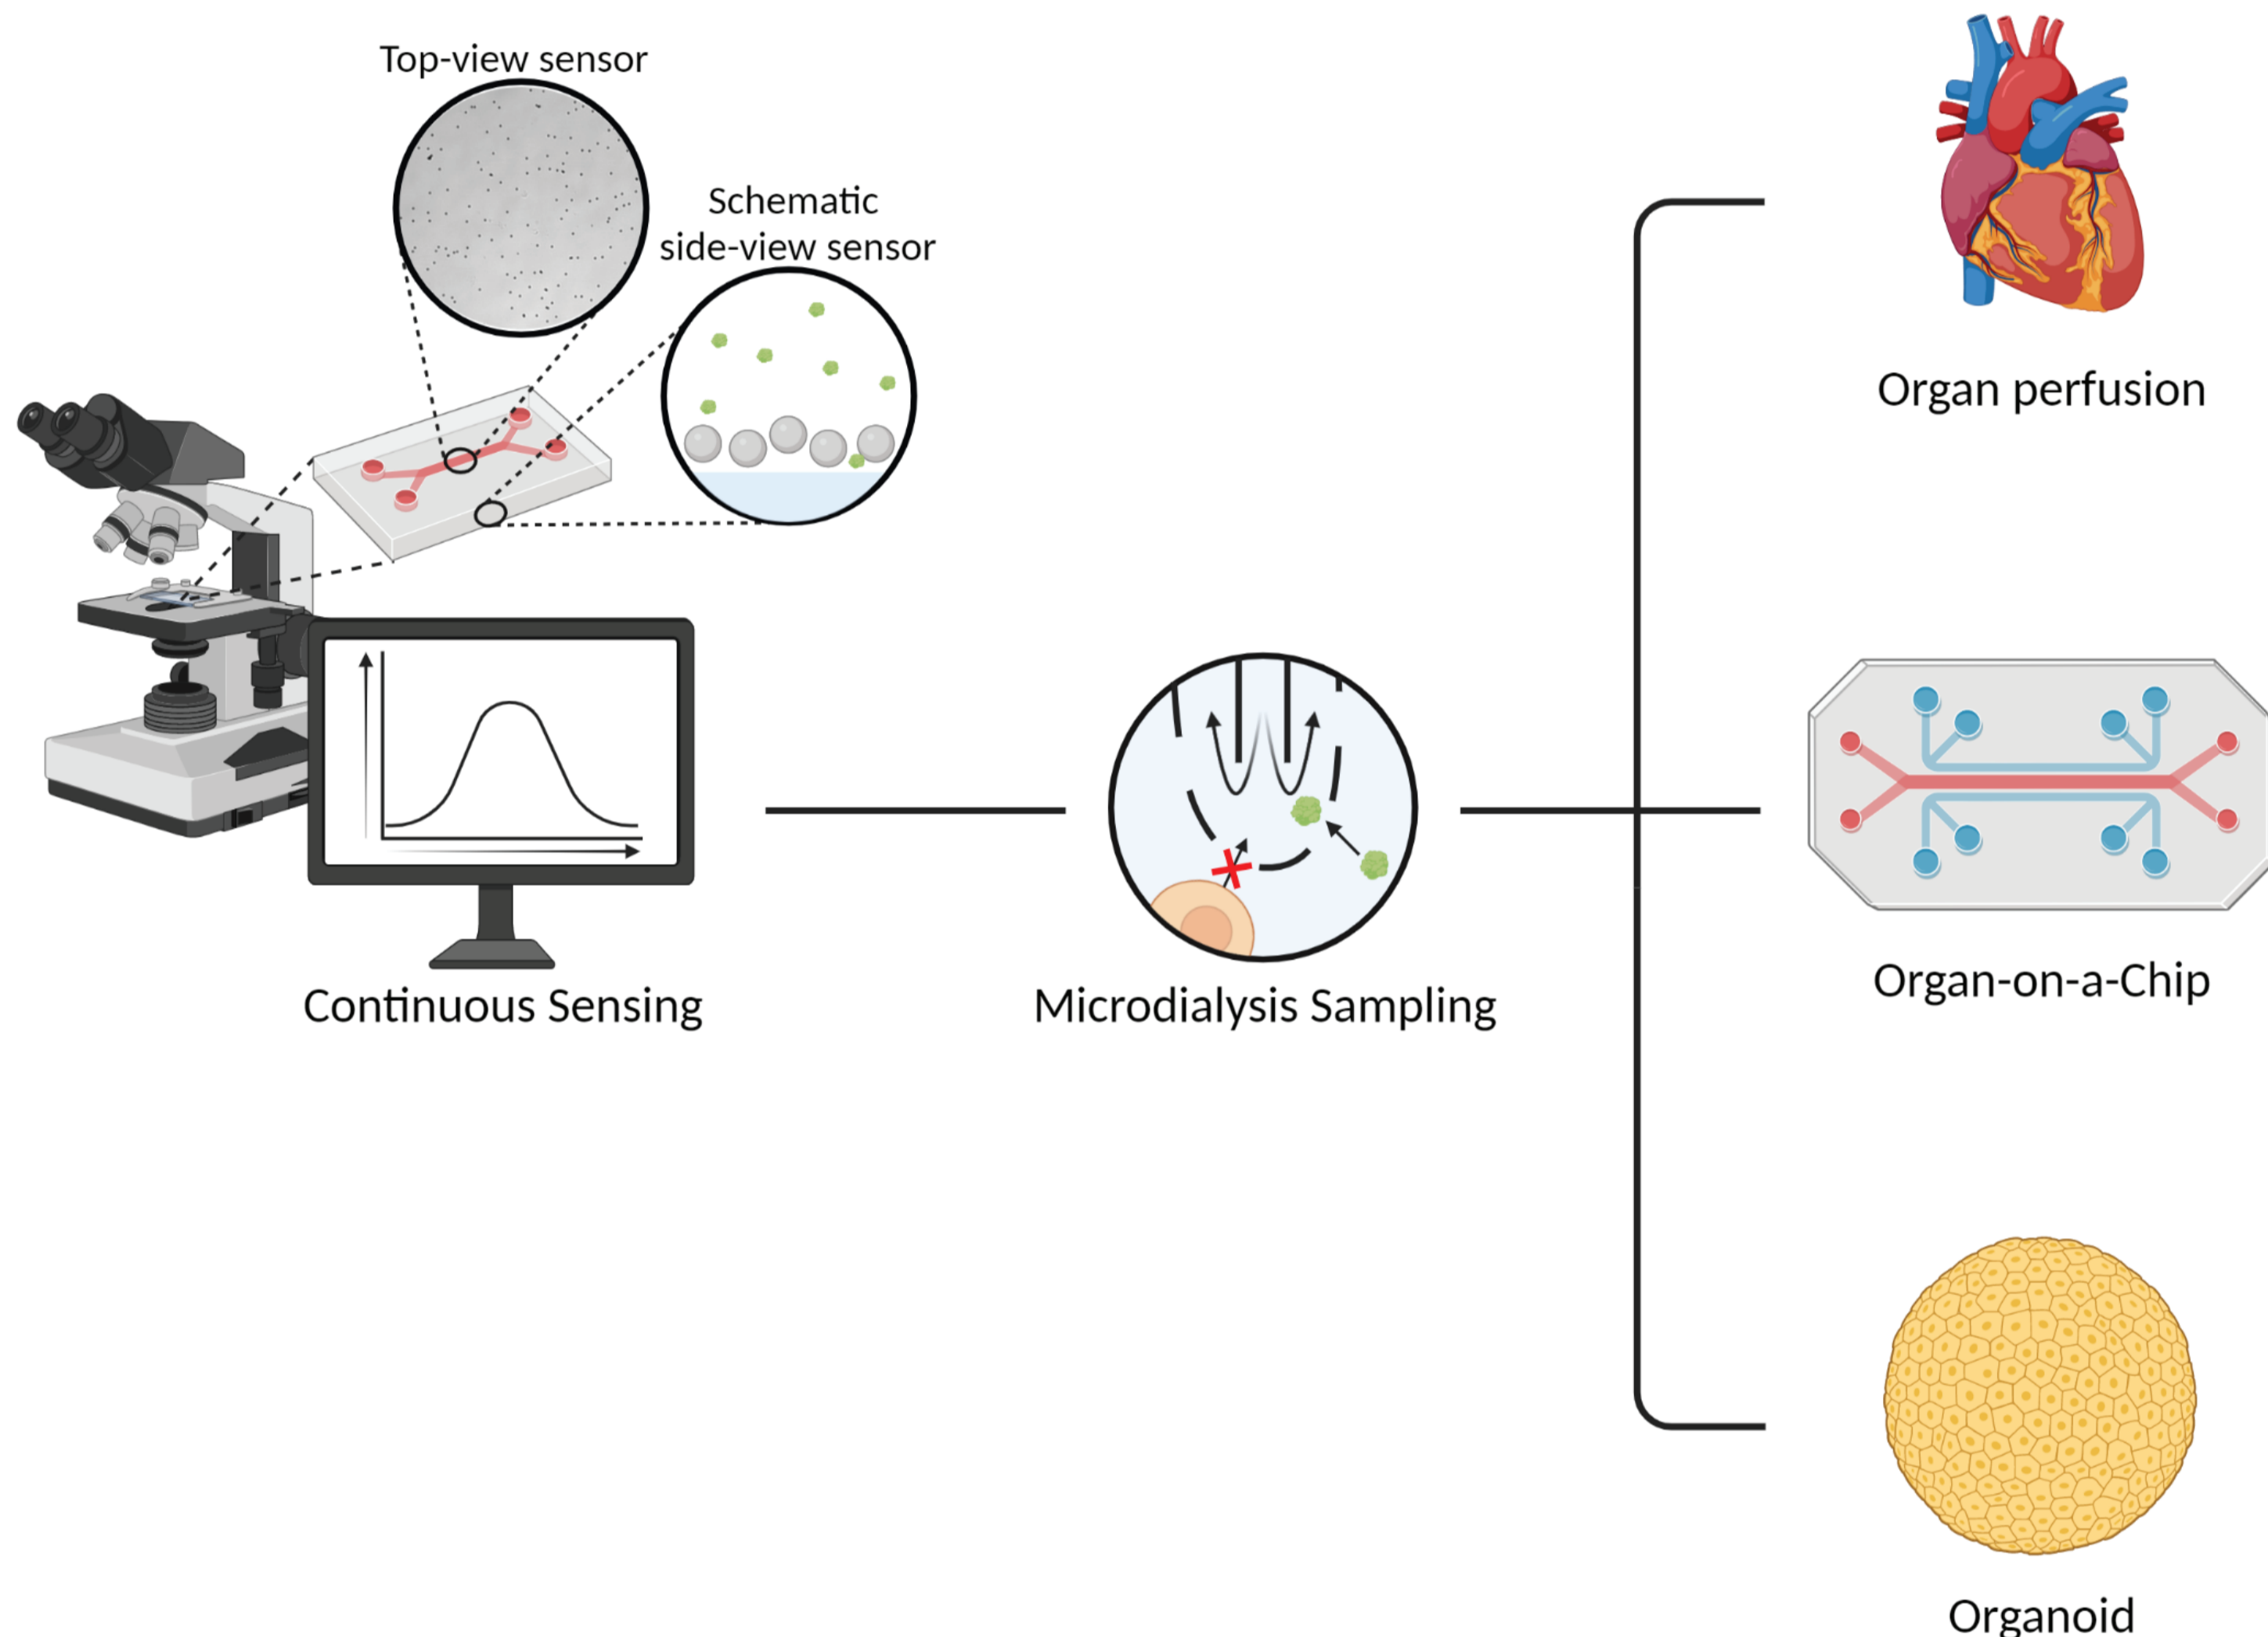 Top-view sensor
Schematic
side-view sensor
Continuous Sensing
Microdialysis Sampling
Organ perfusion
Organ-on-a-Chip
Organoid